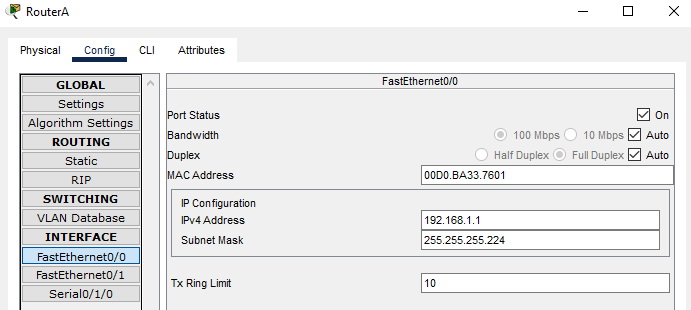 RouterA
Physical Config CLI Attributes
GLOBAL
Settings
Algorithm Settings
ROUTING
Static
RIP
SWITCHING
VLAN Database
INTERFACE
FastEthernet0/0
FastEthernet0/1
Serial0/1/0
FastEthernet0/0
Port Status On
Bandwidth 100 Mbps 10 Mbps Auto
Duplex Half Duplex Full Duplex Auto
MAC Address 00D0.BA33.7601
IP Configuration
IPv4 Address 192.168.1.1
Subnet Mask 255.255.255.224
Tx Ring Limit 10